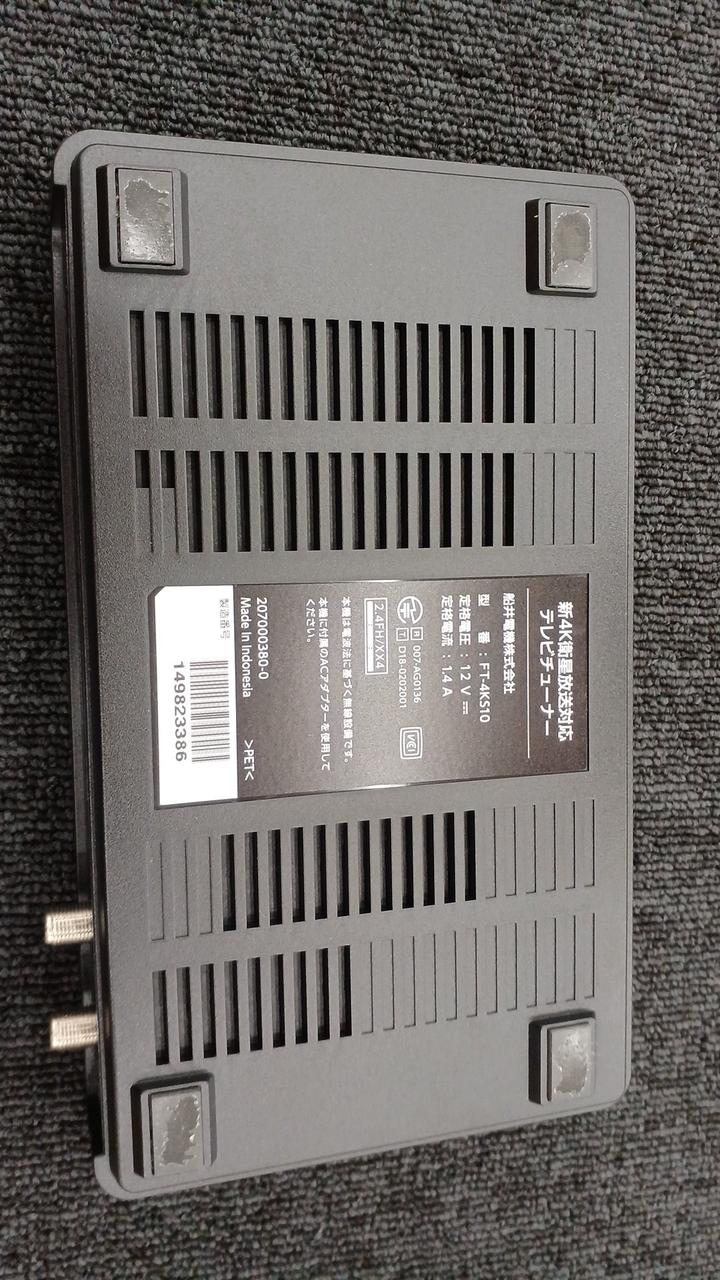 新4K衛星放送対応
テレビチューナー
船井電機株式会社
型 番 : FT-4KS10
定格電圧 : 12 V ⎓
定格電流 : 1.4 A
R 007-AG0136
T D18-0202001
VCI
2.4FH/XX4
本機は電波法に基づく無線設備です。
本機に付属のACアダプターを使用して
ください。
207000380-0
Made In Indonesia >PET<
製造番号
149823386